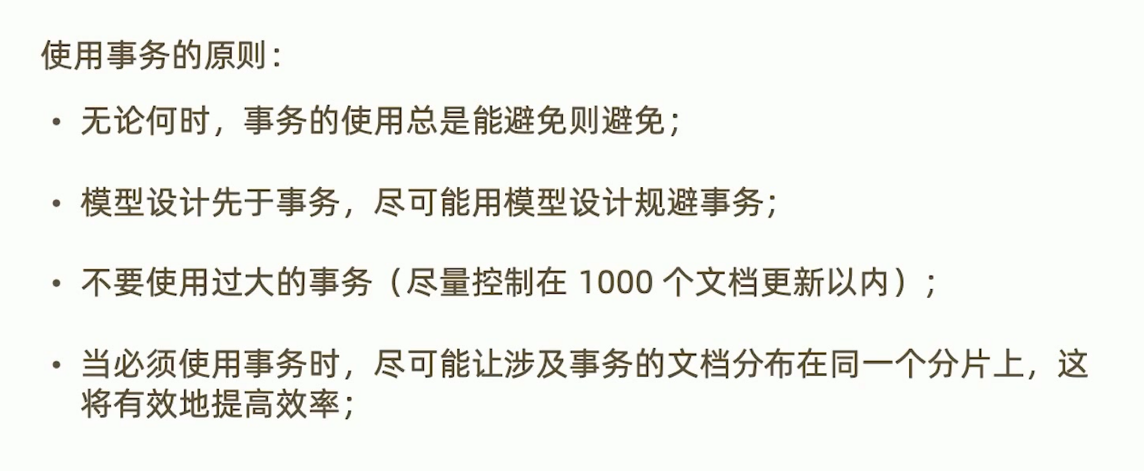 使用事务的原则：
• 无论何时，事务的使用总是能避免则避免；
• 模型设计先于事务，尽可能用模型设计规避事务；
• 不要使用过大的事务（尽量控制在 1000 个文档更新以内）；
• 当必须使用事务时，尽可能让涉及事务的文档分布在同一个分片上，这
将有效地提高效率；